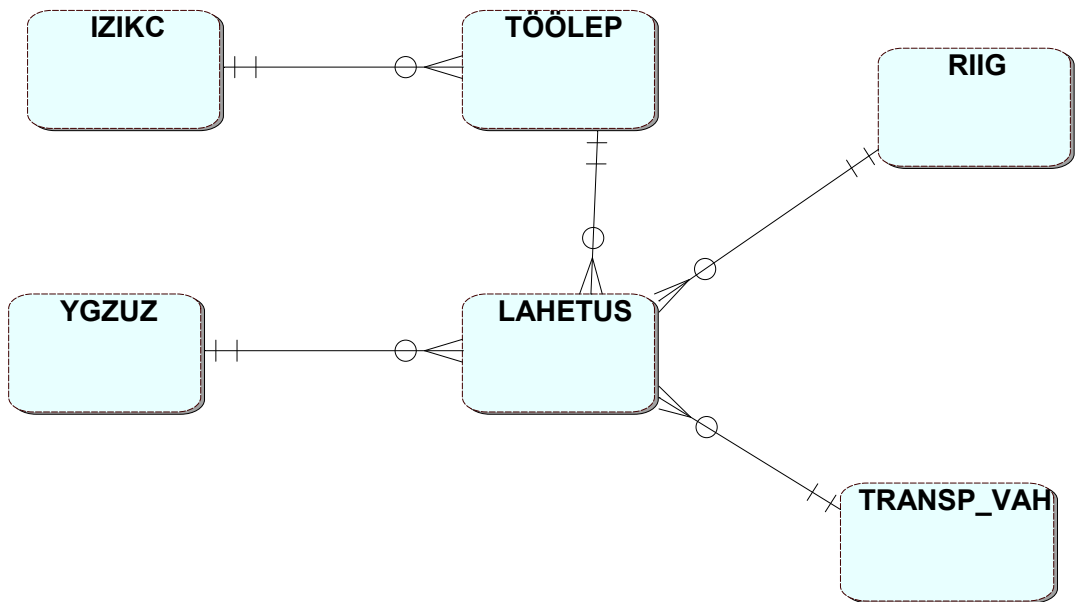 IZIKC
TÖÖLEP
RIIG
YGZUZ
LAHETUS
TRANSP_VAH